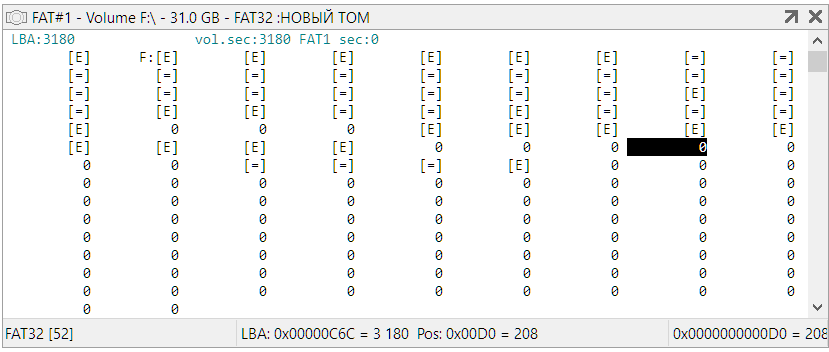 FAT#1 - Volume F:\ - 31.0 GB - FAT32 :НОВЫЙ ТОМ
LBA:3180 vol.sec:3180 FAT1 sec:0
[E] F:[E] [E] [E] [E] [E] [E] [=] [=]
[=] [=] [=] [=] [=] [=] [=] [=] [=]
[=] [=] [=] [=] [=] [=] [=] [E] [=]
[=] [E] [E] [=] [=] [E] [=] [=] [=]
[E] 0 0 0 [E] [E] [E] [E] [E]
[E] [E] [E] [E] 0 0 0 0 0
0 0 [=] [=] [=] [E] 0 0 0
0 0 0 0 0 0 0 0 0
0 0 0 0 0 0 0 0 0
0 0 0 0 0 0 0 0 0
0 0 0 0 0 0 0 0 0
0 0 0 0 0 0 0 0 0
0 0 0 0 0 0 0 0 0
0 0 0 0 0 0 0 0 0
0 0
FAT32 [52] LBA: 0x00000C6C = 3 180 Pos: 0x00D0 = 208 0x0000000000D0 = 208